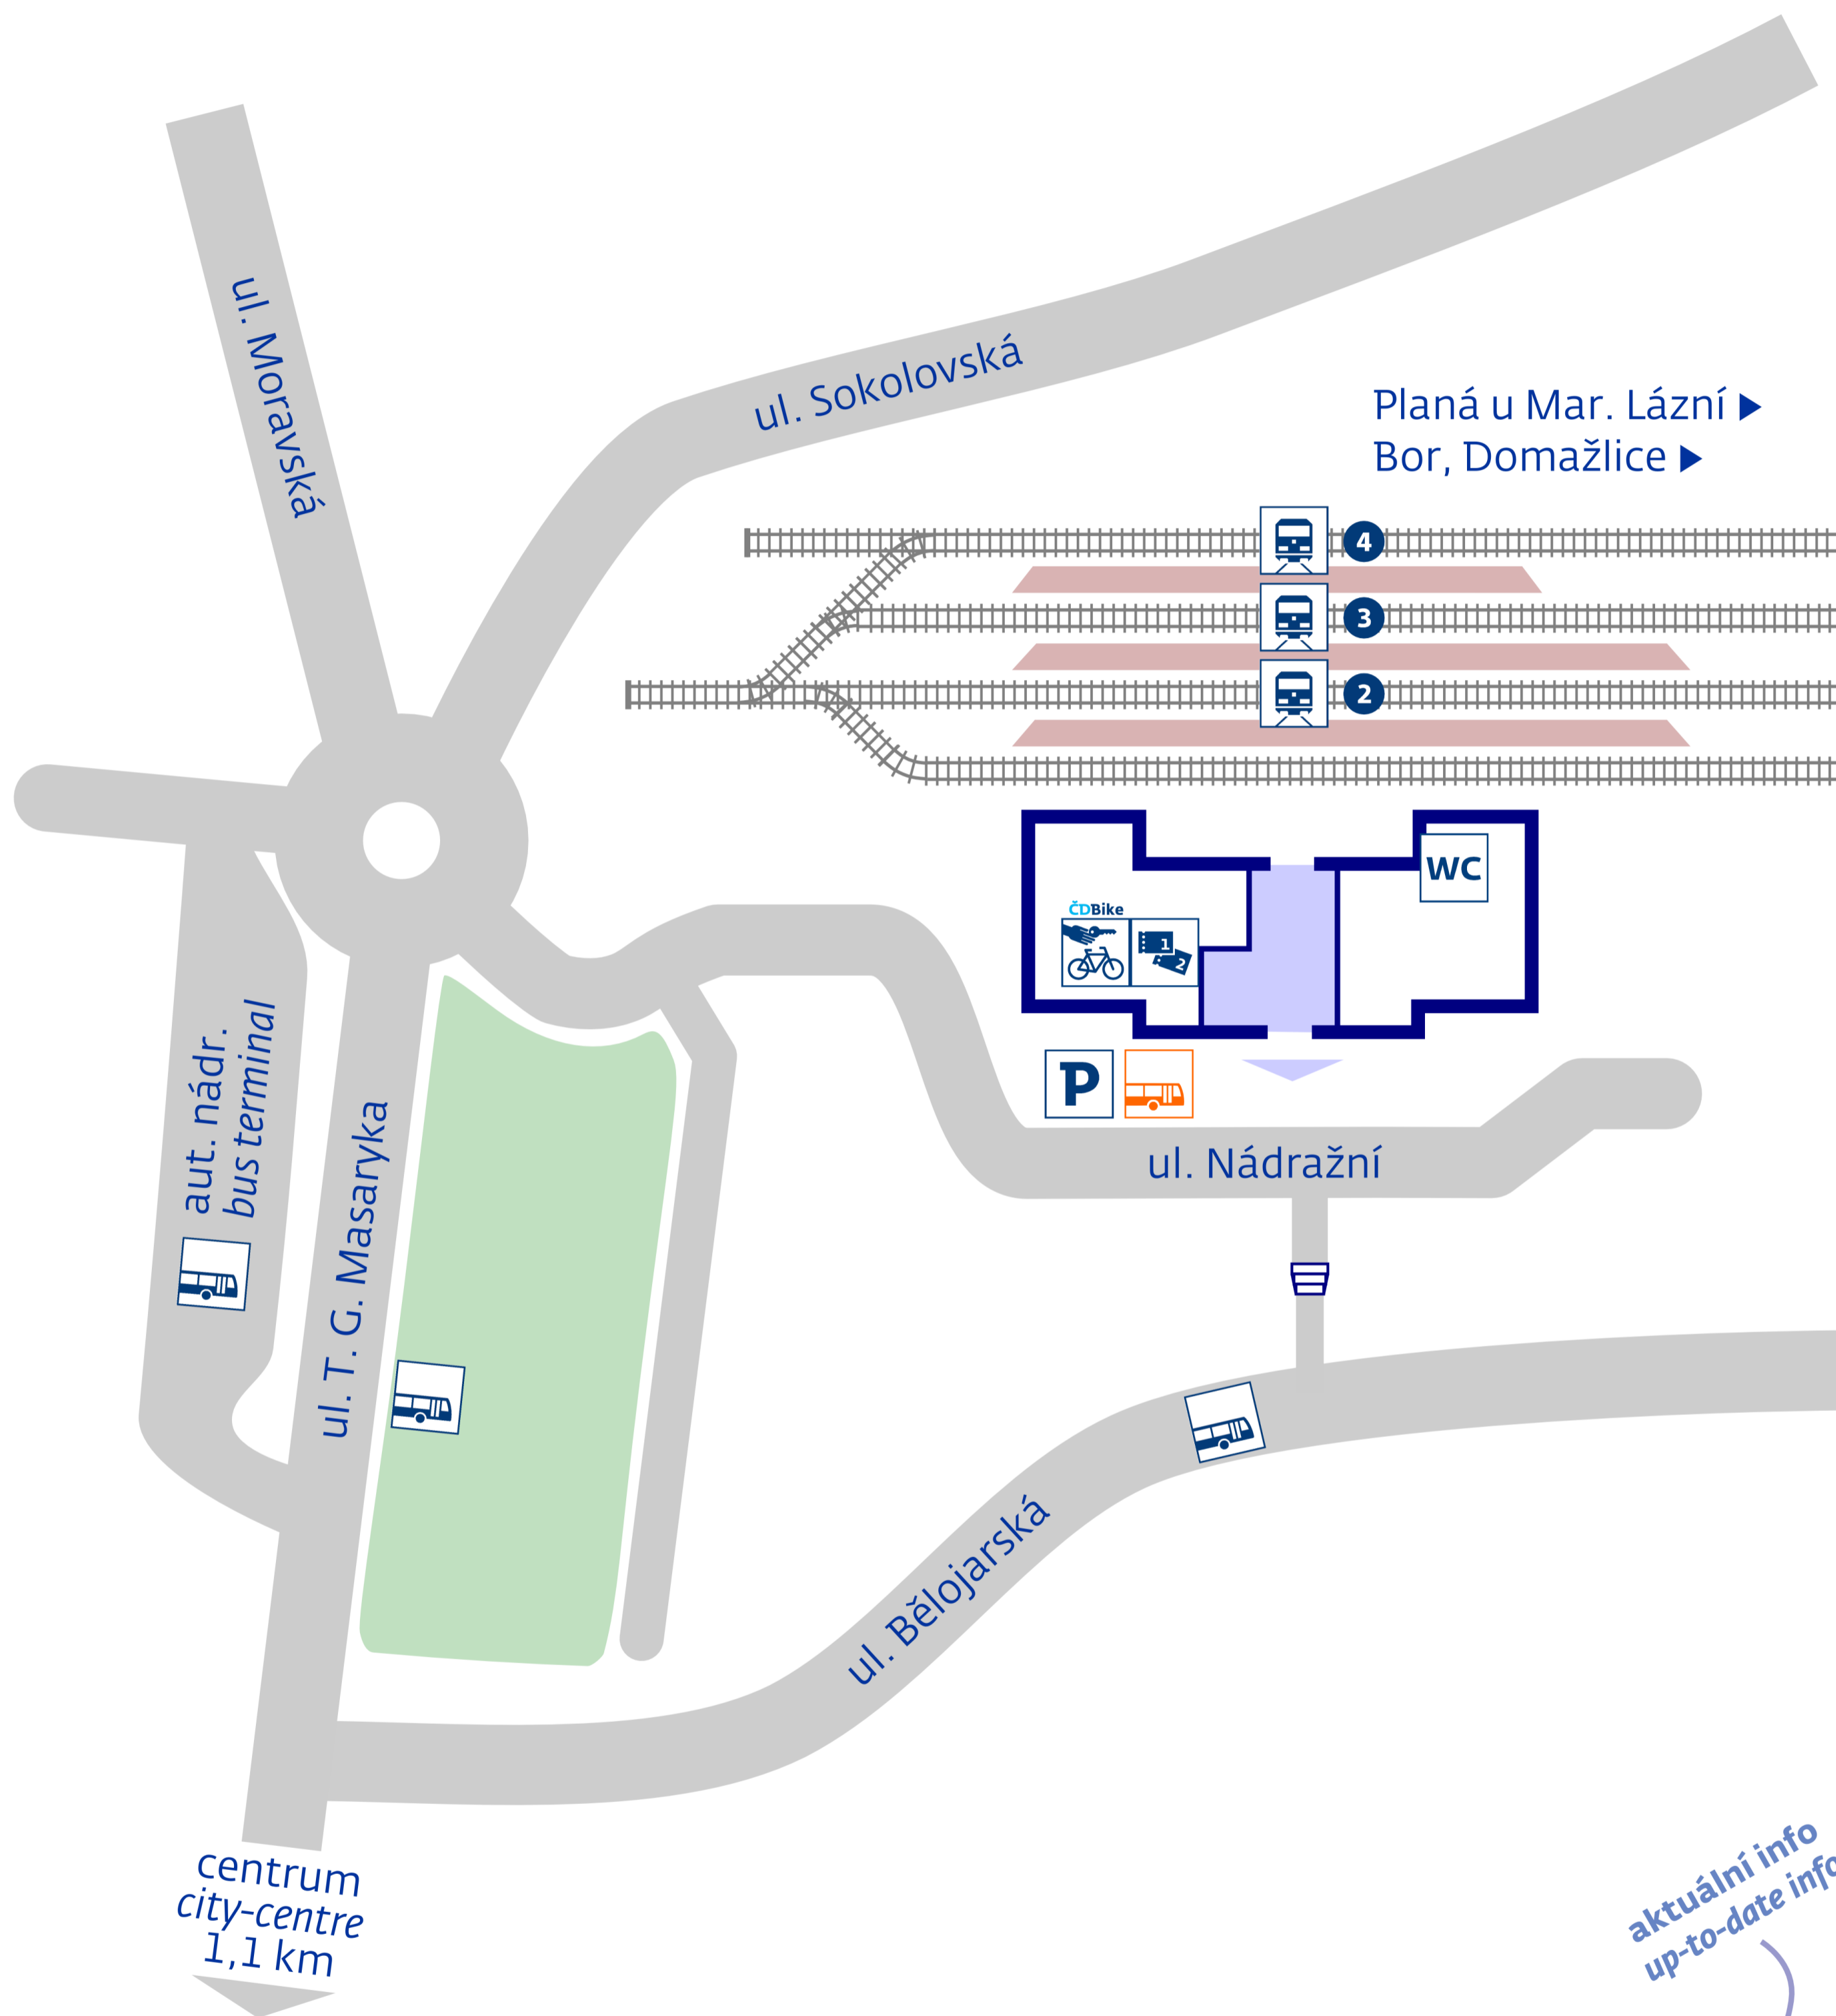 ul. Moravská
ul. Sokolovská
Planá u Mar. Lázní
Bor, Domažlice
4
3
2
WC
ČDBike
1
2
P
ul. Nádražní
aut. nádr.
bus terminal
ul. T. G. Masaryka
ul. Bělojarská
centrum
city-centre
1,1 km
aktuální info
up-to-date info